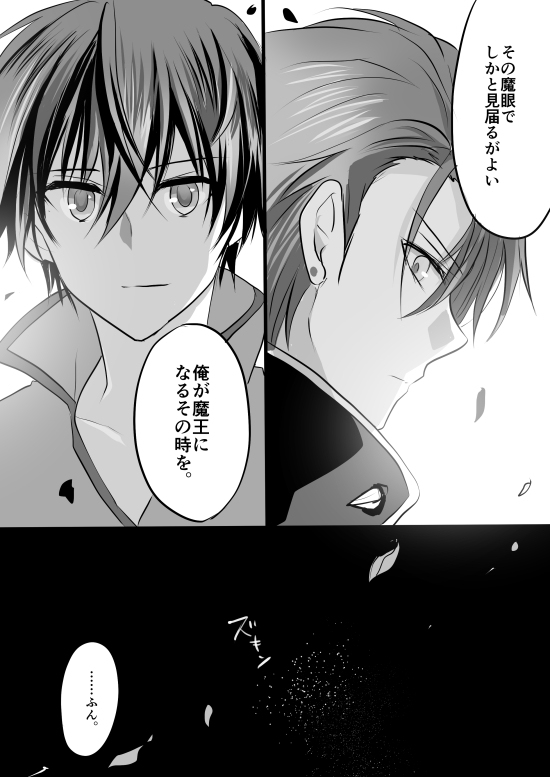 その魔眼で
しかと見届るがよい
俺が魔王に
なるその時を。
ズキン
……ふん。